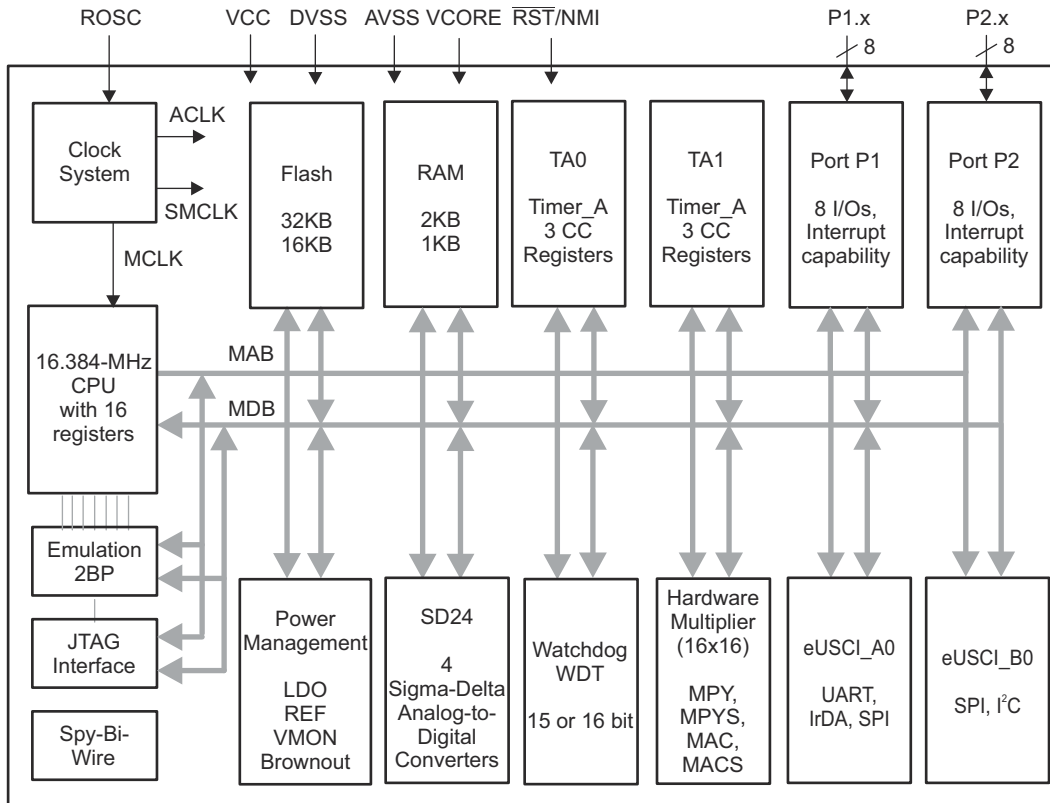 ROSC VCC DVSS AVSS VCORE RST/NMI P1.x P2.x
8 8
Clock
System
ACLK
SMCLK
MCLK
Flash
32KB
16KB
RAM
2KB
1KB
TA0
Timer_A
3 CC
Registers
TA1
Timer_A
3 CC
Registers
Port P1
8 I/Os,
Interrupt
capability
Port P2
8 I/Os,
Interrupt
capability
16.384-MHz
CPU
with 16
registers
MAB
MDB
Emulation
2BP
JTAG
Interface
Spy-Bi-
Wire
Power
Management
LDO
REF
VMON
Brownout
SD24
4
Sigma-Delta
Analog-to-
Digital
Converters
Watchdog
WDT
15 or 16 bit
Hardware
Multiplier
(16x16)
MPY,
MPYS,
MAC,
MACS
eUSCI_A0
UART,
IrDA, SPI
eUSCI_B0
SPI, I²C